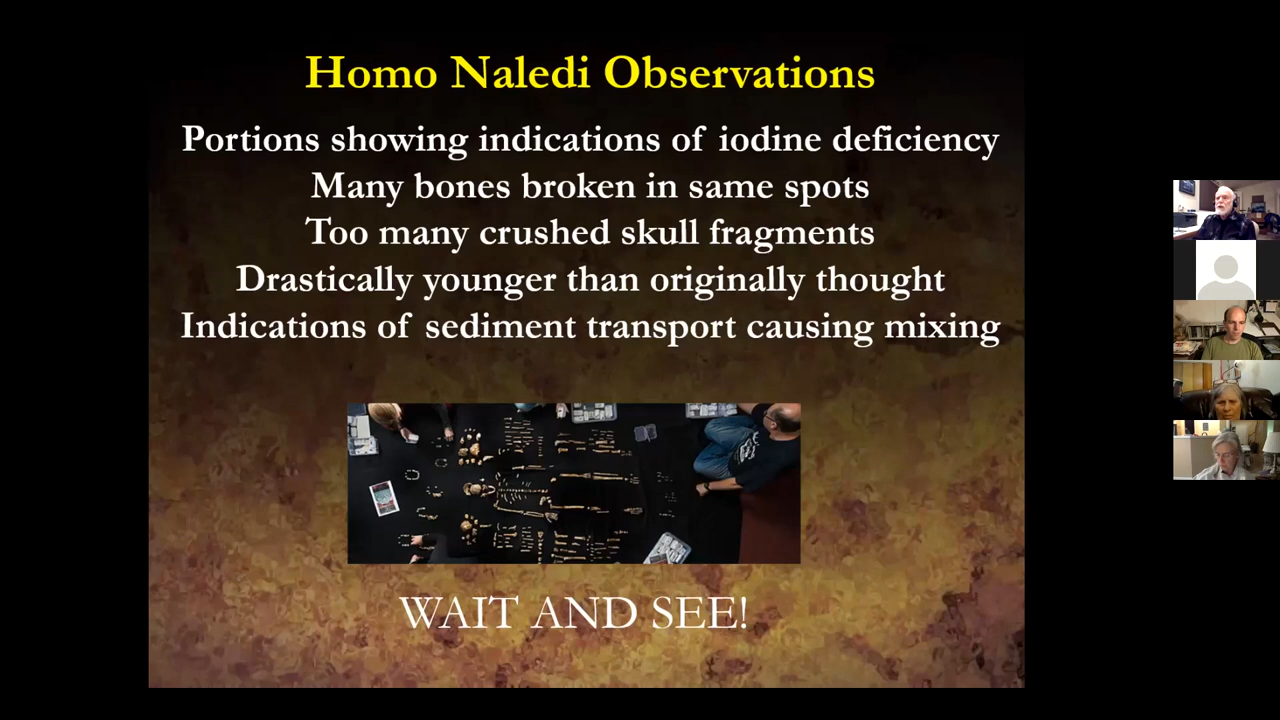 Homo Naledi Observations
Portions showing indications of iodine deficiency
Many bones broken in same spots
Too many crushed skull fragments
Drastically younger than originally thought
Indications of sediment transport causing mixing
WAIT AND SEE!